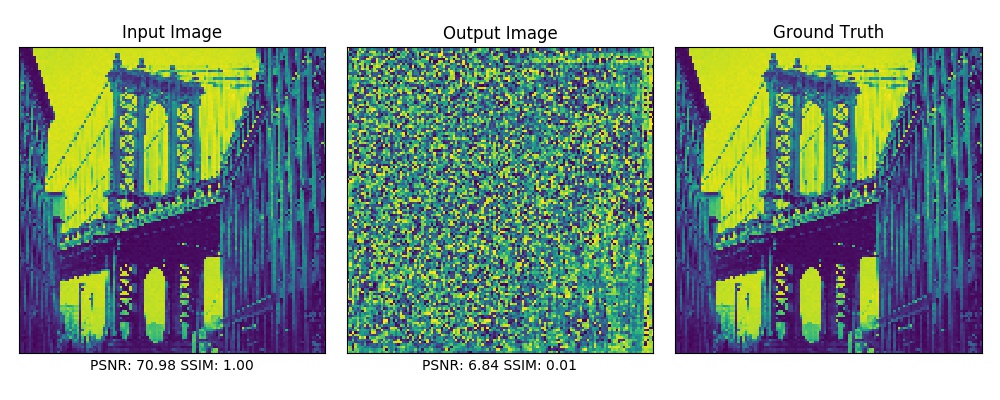 Input Image
Output Image
Ground Truth
PSNR: 70.98 SSIM: 1.00
PSNR: 6.84 SSIM: 0.01